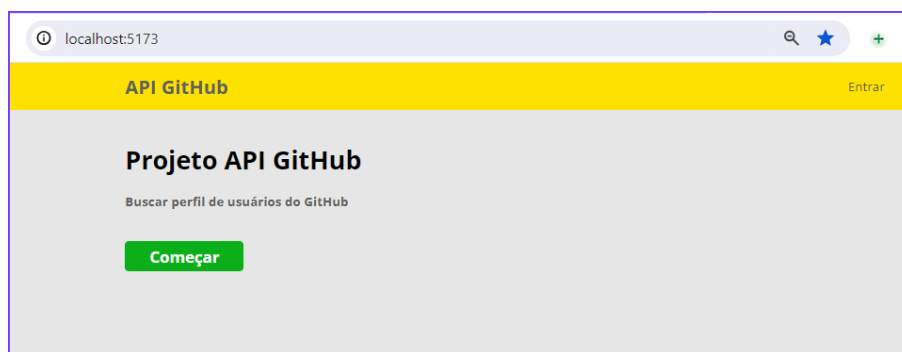 localhost:5173
API GitHub
Entrar
Projeto API GitHub
Buscar perfil de usuários do GitHub
Começar